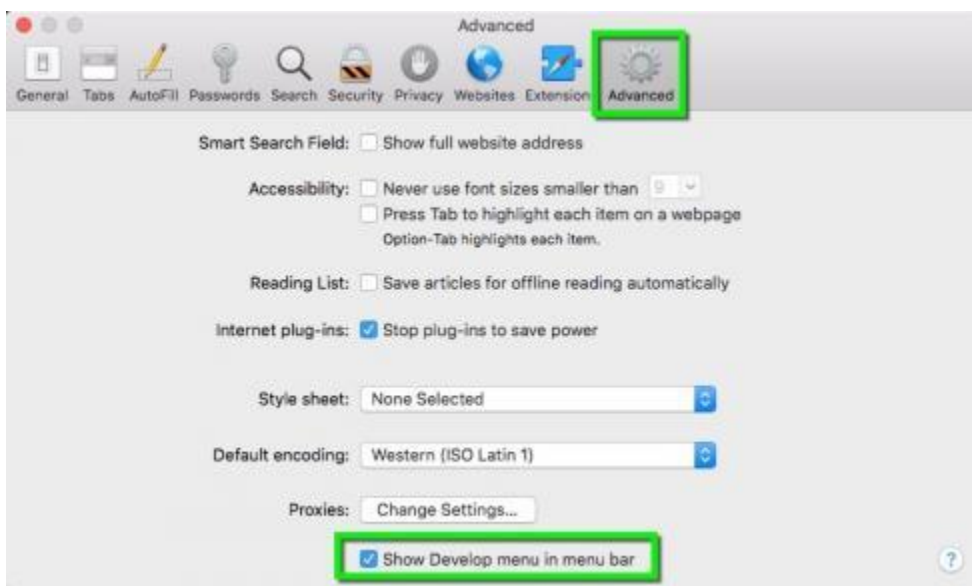 Advanced
General Tabs AutoFill Passwords Search Security Privacy Websites Extension Advanced
Smart Search Field: Show full website address
Accessibility: Never use font sizes smaller than 9
Press Tab to highlight each item on a webpage
Option-Tab highlights each item.
Reading List: Save articles for offline reading automatically
Internet plug-ins: Stop plug-ins to save power
Style sheet: None Selected
Default encoding: Western (ISO Latin 1)
Proxies: Change Settings...
Show Develop menu in menu bar
?